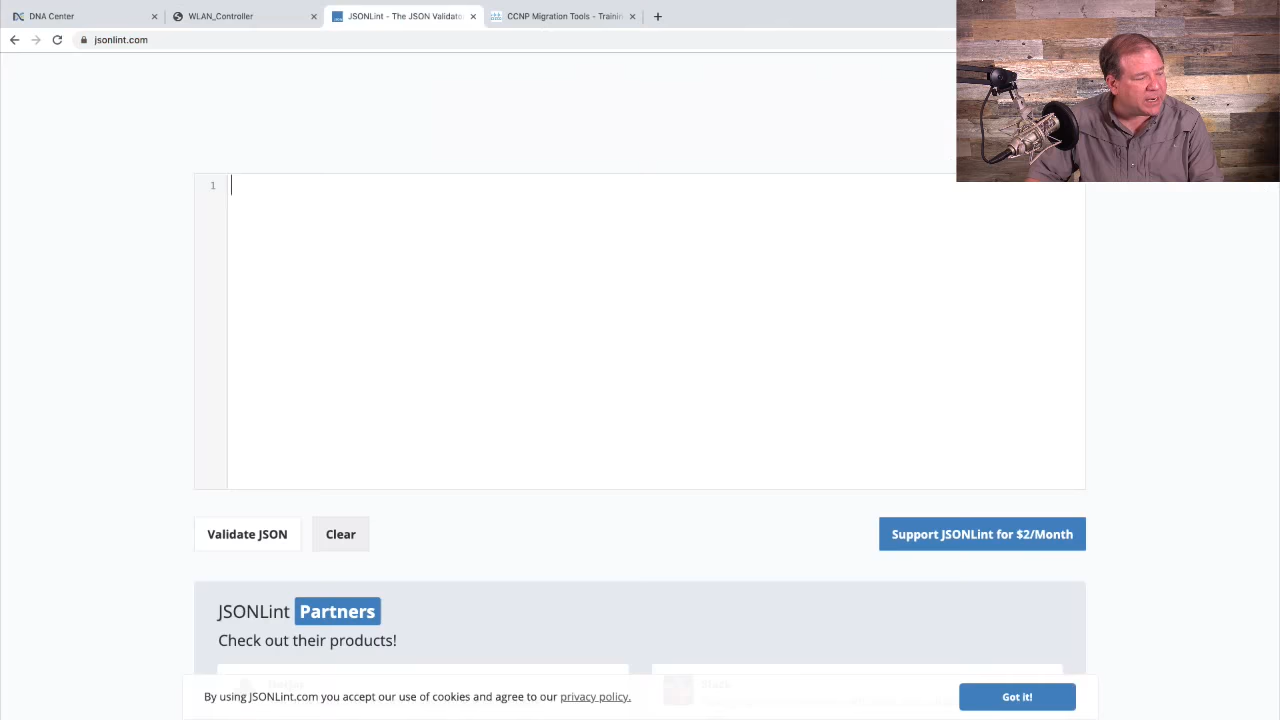 DNA Center
WLAN_Controller
JSONLint - The JSON Validato
CCNP Migration Tools - Trainin
jsonlint.com
1
Validate JSON
Clear
Support JSONLint for $2/Month
JSONLint Partners
Check out their products!
Slack
By using JSONLint.com you accept our use of cookies and agree to our privacy policy.
Got it!